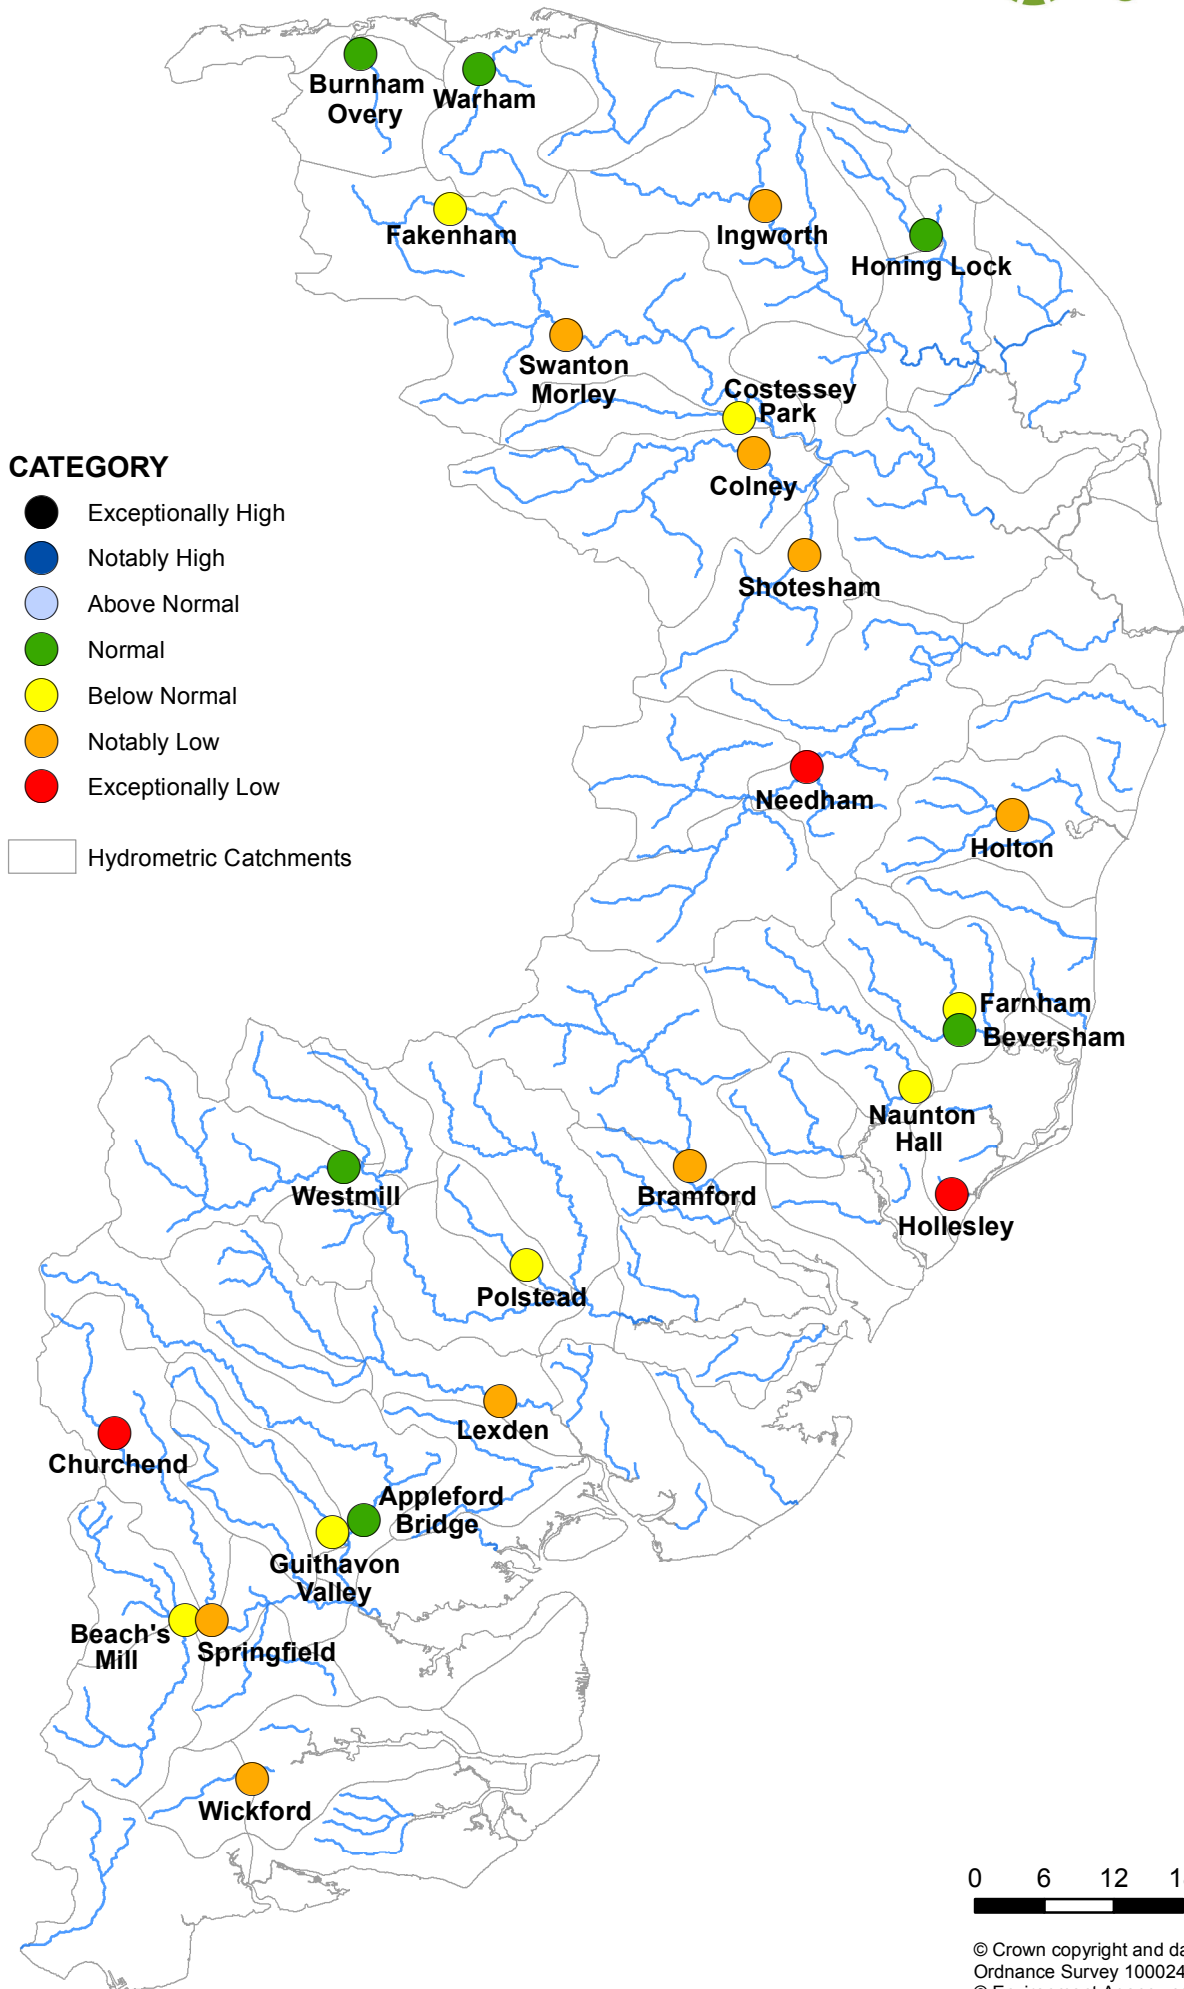 Burnham
Overy
Warham
Fakenham
Ingworth
Honing Lock
Swanton
Morley
Costessey
Park
Colney
CATEGORY
Exceptionally High
Notably High
Above Normal
Normal
Below Normal
Notably Low
Exceptionally Low
Hydrometric Catchments
Shotesham
Needham
Holton
Farnham
Beversham
Naunton
Hall
Westmill
Bramford
Hollesley
Polstead
Lexden
Churchend
Appleford
Bridge
Guithavon
Valley
Beach's
Mill
Springfield
Wickford
0 6 12
© Crown copyright and
Ordnance Survey 100024